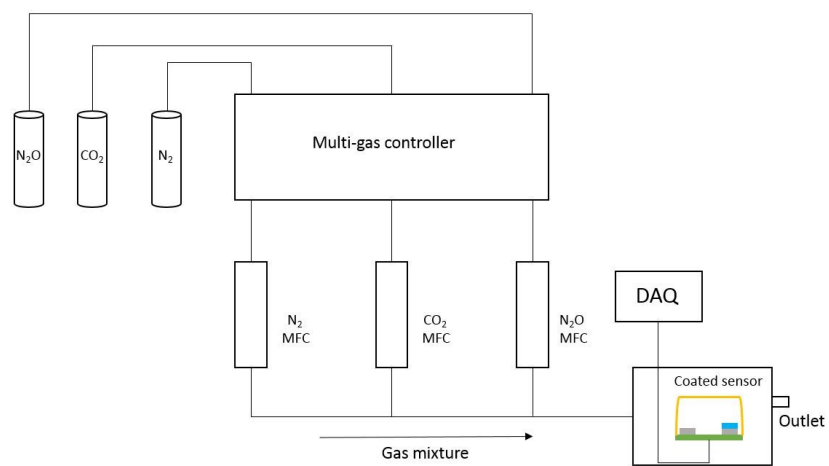 Multi-gas controller
N₂O
CO₂
N₂
N₂
MFC
CO₂
MFC
N₂O
MFC
DAQ
Coated sensor
Outlet
Gas mixture